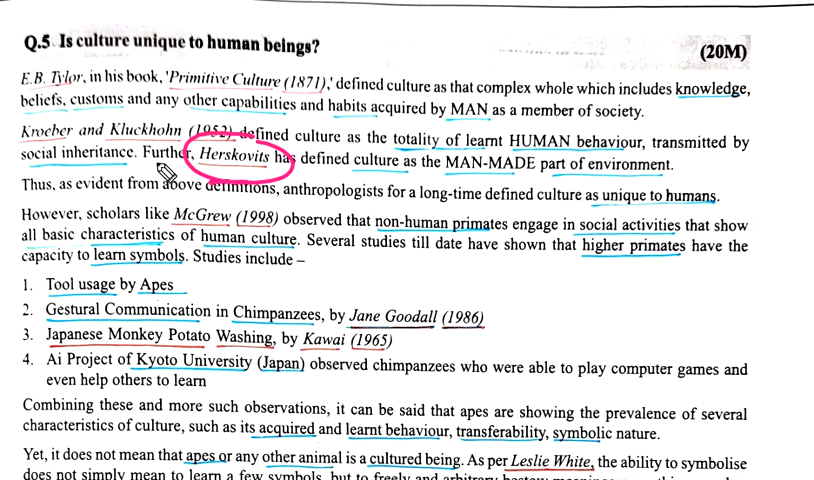 Q.5 Is culture unique to human beings?
(20M)
E.B. Tylor, in his book, 'Primitive Culture (1871),' defined culture as that complex whole which includes knowledge,
beliefs, customs and any other capabilities and habits acquired by MAN as a member of society.
Kroeber and Kluckhohn (1952) defined culture as the totality of learnt HUMAN behaviour, transmitted by
social inheritance. Further, Herskovits has defined culture as the MAN-MADE part of environment.
Thus, as evident from above definitions, anthropologists for a long-time defined culture as unique to humans.
However, scholars like McGrew (1998) observed that non-human primates engage in social activities that show
all basic characteristics of human culture. Several studies till date have shown that higher primates have the
capacity to learn symbols. Studies include –
1. Tool usage by Apes
2. Gestural Communication in Chimpanzees, by Jane Goodall (1986)
3. Japanese Monkey Potato Washing, by Kawai (1965)
4. Ai Project of Kyoto University (Japan) observed chimpanzees who were able to play computer games and
even help others to learn
Combining these and more such observations, it can be said that apes are showing the prevalence of several
characteristics of culture, such as its acquired and learnt behaviour, transferability, symbolic nature.
Yet, it does not mean that apes or any other animal is a cultured being. As per Leslie White, the ability to symbolise
does not simply mean to learn a few symbols, but to freely and